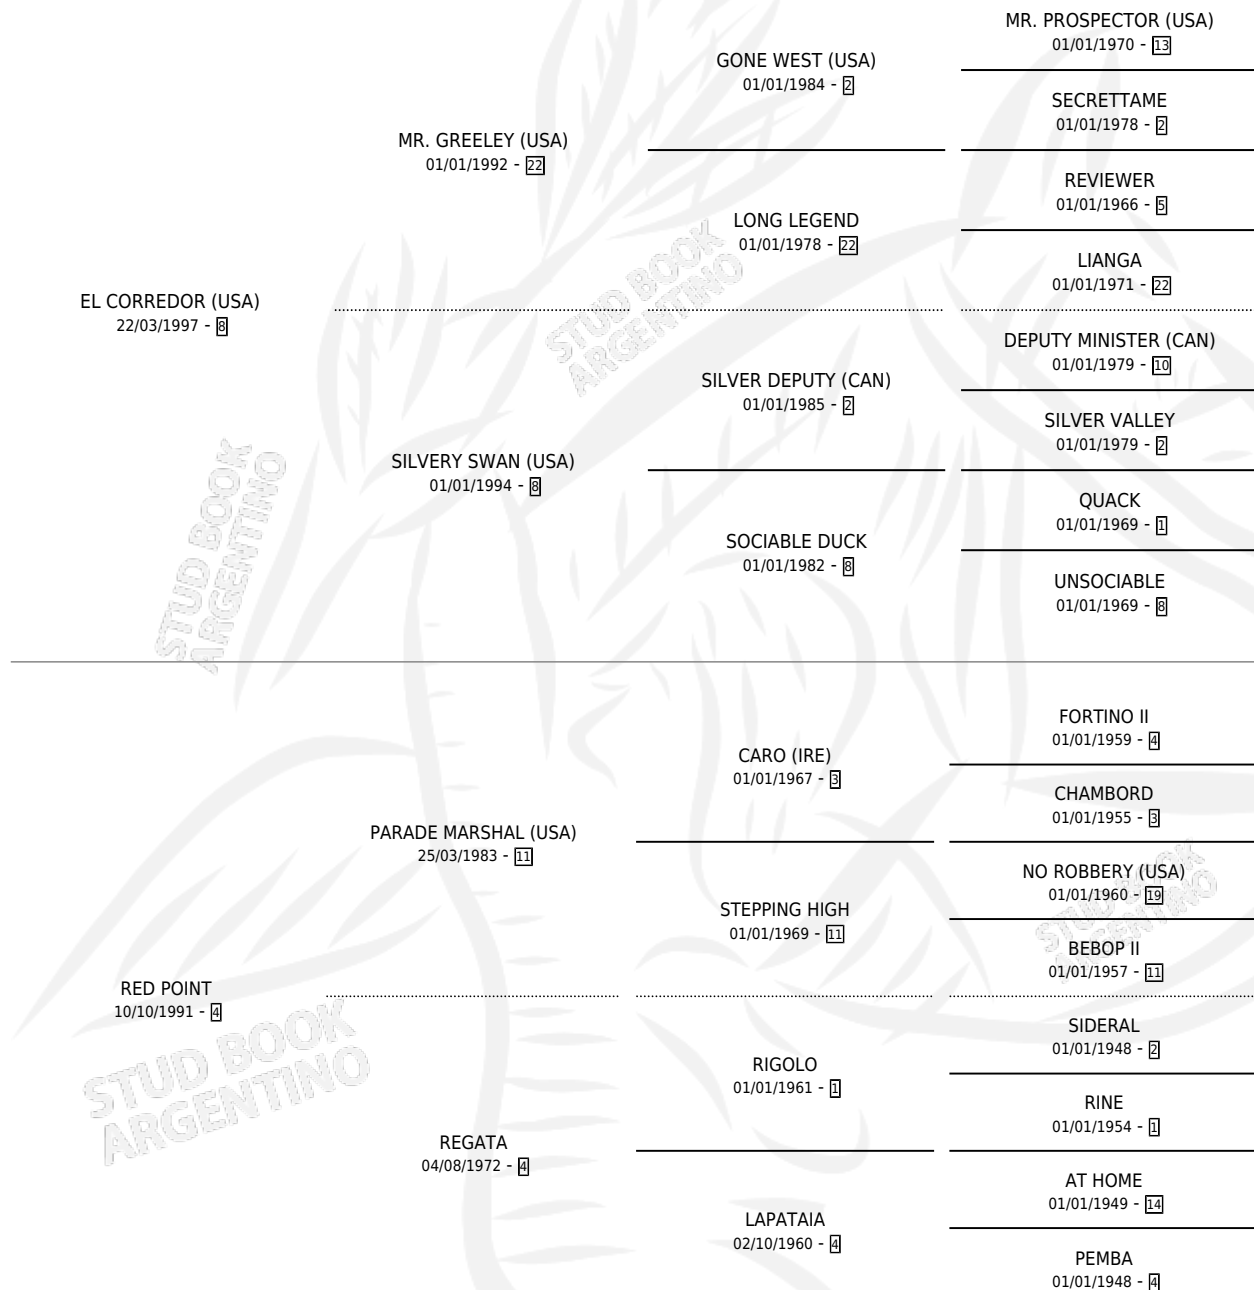 EL CORREDOR (USA)
22/03/1997 - 8
MR. GREELEY (USA)
01/01/1992 - 22
GONE WEST (USA)
01/01/1984 - 2
MR. PROSPECTOR (USA)
01/01/1970 - 13
SECRETTAME
01/01/1978 - 2
LONG LEGEND
01/01/1978 - 22
REVIEWER
01/01/1966 - 5
LIANGA
01/01/1971 - 22
SILVERY SWAN (USA)
01/01/1994 - 8
SILVER DEPUTY (CAN)
01/01/1985 - 2
DEPUTY MINISTER (CAN)
01/01/1979 - 10
SILVER VALLEY
01/01/1979 - 2
SOCIABLE DUCK
01/01/1982 - 8
QUACK
01/01/1969 - 1
UNSOCIABLE
01/01/1969 - 8
RED POINT
10/10/1991 - 4
PARADE MARSHAL (USA)
25/03/1983 - 11
CARO (IRE)
01/01/1967 - 3
FORTINO II
01/01/1959 - 4
CHAMBORD
01/01/1955 - 3
STEPPING HIGH
01/01/1969 - 11
NO ROBBERY (USA)
01/01/1960 - 19
BEBOP II
01/01/1957 - 11
REGATA
04/08/1972 - 4
RIGOLO
01/01/1961 - 1
SIDERAL
01/01/1948 - 2
RINE
01/01/1954 - 1
LAPATAIA
02/10/1960 - 4
AT HOME
01/01/1949 - 14
PEMBA
01/01/1948 - 4
STUD BOOK
ARGENTINO
STUD BOOK
ARGENTINO
STUD BOOK
ARGENTINO
STUD BOOK
ARGENTINO